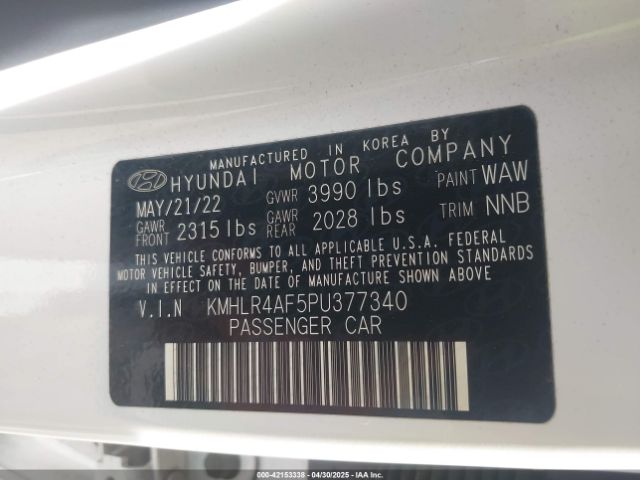 MANUFACTURED IN KOREA BY
HYUNDAI MOTOR COMPANY
MAY/21/22 GVWR 3990 lbs PAINT WAW
GAWR FRONT 2315 lbs GAWR REAR 2028 lbs TRIM NNB
THIS VEHICLE CONFORMS TO ALL APPLICABLE U.S.A. FEDERAL
MOTOR VEHICLE SAFETY, BUMPER, AND THEFT PREVENTION STANDARDS
IN EFFECT ON THE DATE OF MANUFACTURE SHOWN ABOVE.
V.I.N KMHLR4AF5PU377340
PASSENGER CAR
000-42153338 - 04/30/2025 - IAAI.COM